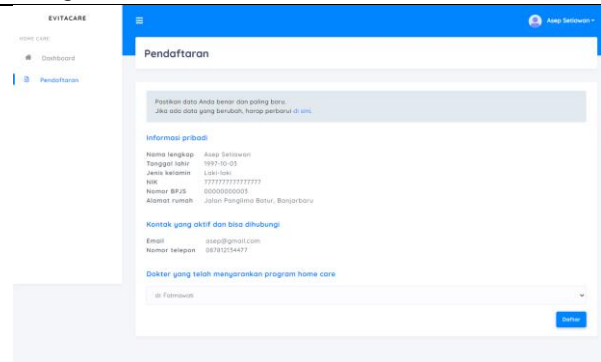 EVITACARE
Asep Setiawan
HOME CARE
Dashboard
Pendaftaran
Pendaftaran
Pastikan data Anda benar dan paling baru.
Jika ada data yang berubah, harap perbarui di sini.
Informasi pribadi
Nama lengkap Asep Setiawan
Tanggal lahir 1997-10-03
Jenis kelamin Laki-laki
NIK 7777777777777777
Nomor BPJS 00000000003
Alamat rumah Jalan Panglima Batur, Banjarbaru
Kontak yang aktif dan bisa dihubungi
Email asep@gmail.com
Nomor telepon 087812134477
Dokter yang telah menyarankan program home care
dr. Fatmawati
Daftar